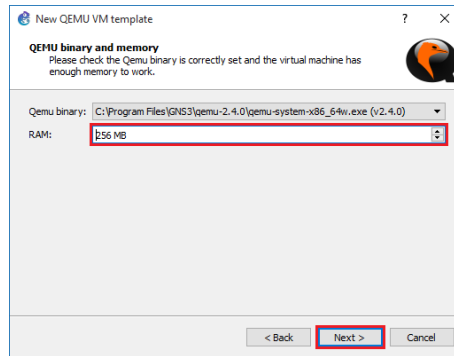 New QEMU VM template
QEMU binary and memory
Please check the Qemu binary is correctly set and the virtual machine has
enough memory to work.
Qemu binary: C:\Program Files\GNS3\qemu-2.4.0\qemu-system-x86_64w.exe (v2.4.0)
RAM: 256 MB
< Back Next > Cancel